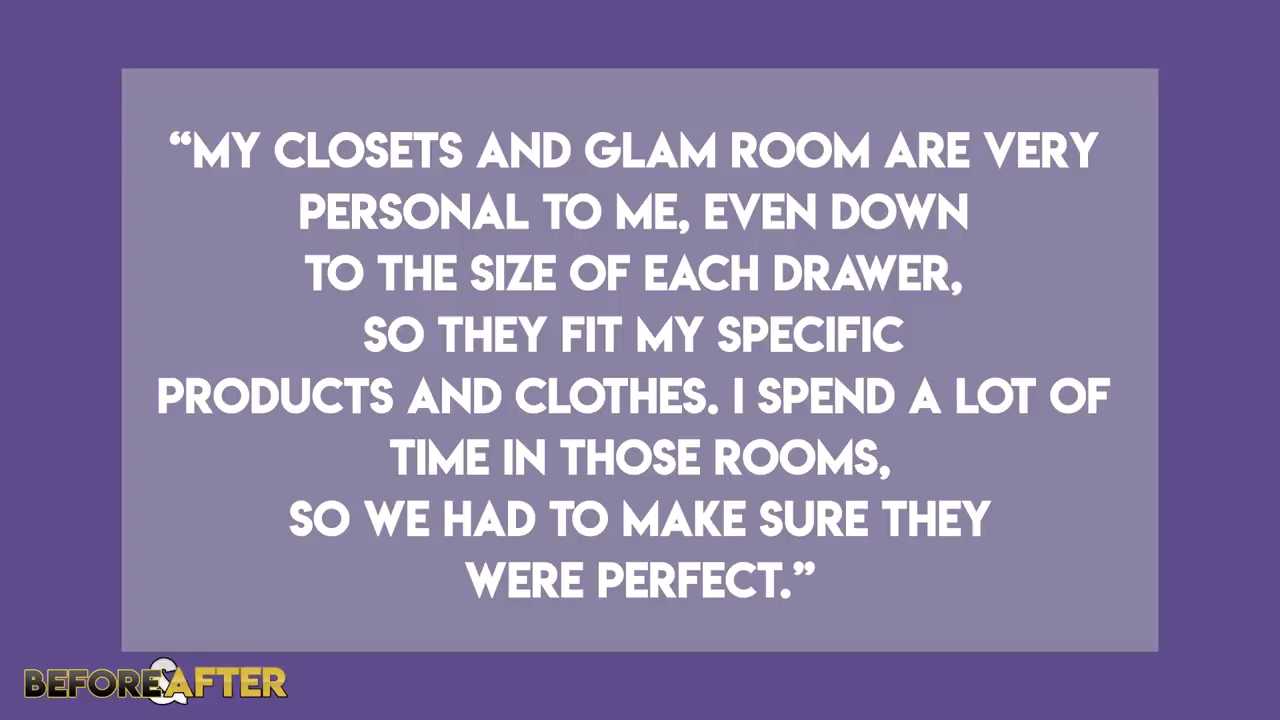 “MY CLOSETS AND GLAM ROOM ARE VERY
PERSONAL TO ME, EVEN DOWN
TO THE SIZE OF EACH DRAWER,
SO THEY FIT MY SPECIFIC
PRODUCTS AND CLOTHES. I SPEND A LOT OF
TIME IN THOSE ROOMS,
SO WE HAD TO MAKE SURE THEY
WERE PERFECT.”
BEFORE&AFTER